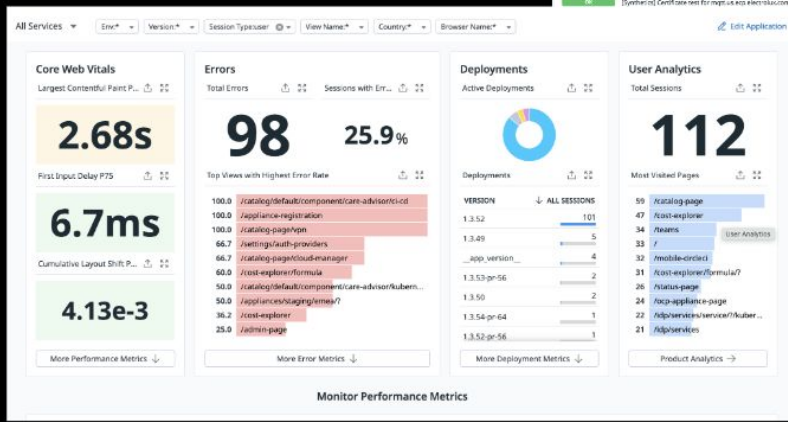 [Synthetics] Certificate test for mqtt.us.ecp.electrolux.com
All Services
Env:*
Version:*
Session Type:user
View Name:*
Country:*
Browser Name:*
Edit Application
Core Web Vitals
Largest Contentful Paint P...
2.68s
First Input Delay P75
6.7ms
Cumulative Layout Shift P...
4.13e-3
More Performance Metrics ↓
Errors
Total Errors
98
Sessions with Err...
25.9%
Top Views with Highest Error Rate
100.0 /catalog/default/component/care-advisor/ci-cd
100.0 /appliance-registration
100.0 /catalog-page/vpn
66.7 /settings/auth-providers
66.7 /catalog-page/cloud-manager
60.0 /cost-explorer/formula
50.0 /catalog/default/component/care-advisor/kubern...
50.0 /appliances/staging/emea/?
36.2 /cost-explorer
25.0 /admin-page
More Error Metrics ↓
Deployments
Active Deployments
Deployments
VERSION ↓ ALL SESSIONS
1.3.52 101
1.3.49 5
__app_version__ 4
1.3.53-pr-56 2
1.3.50 2
1.3.54-pr-64 1
1.3.52-pr-56 1
More Deployment Metrics ↓
User Analytics
Total Sessions
112
Most Visited Pages
59 /catalog-page
47 /cost-explorer
34 /teams
33 /
32 /mobile-circleci
31 /cost-explorer/formula/?
26 /status-page
24 /ocp-appliance-page
22 /idp/services/service/?/kuber...
21 /idp/services
User Analytics
Product Analytics →
Monitor Performance Metrics